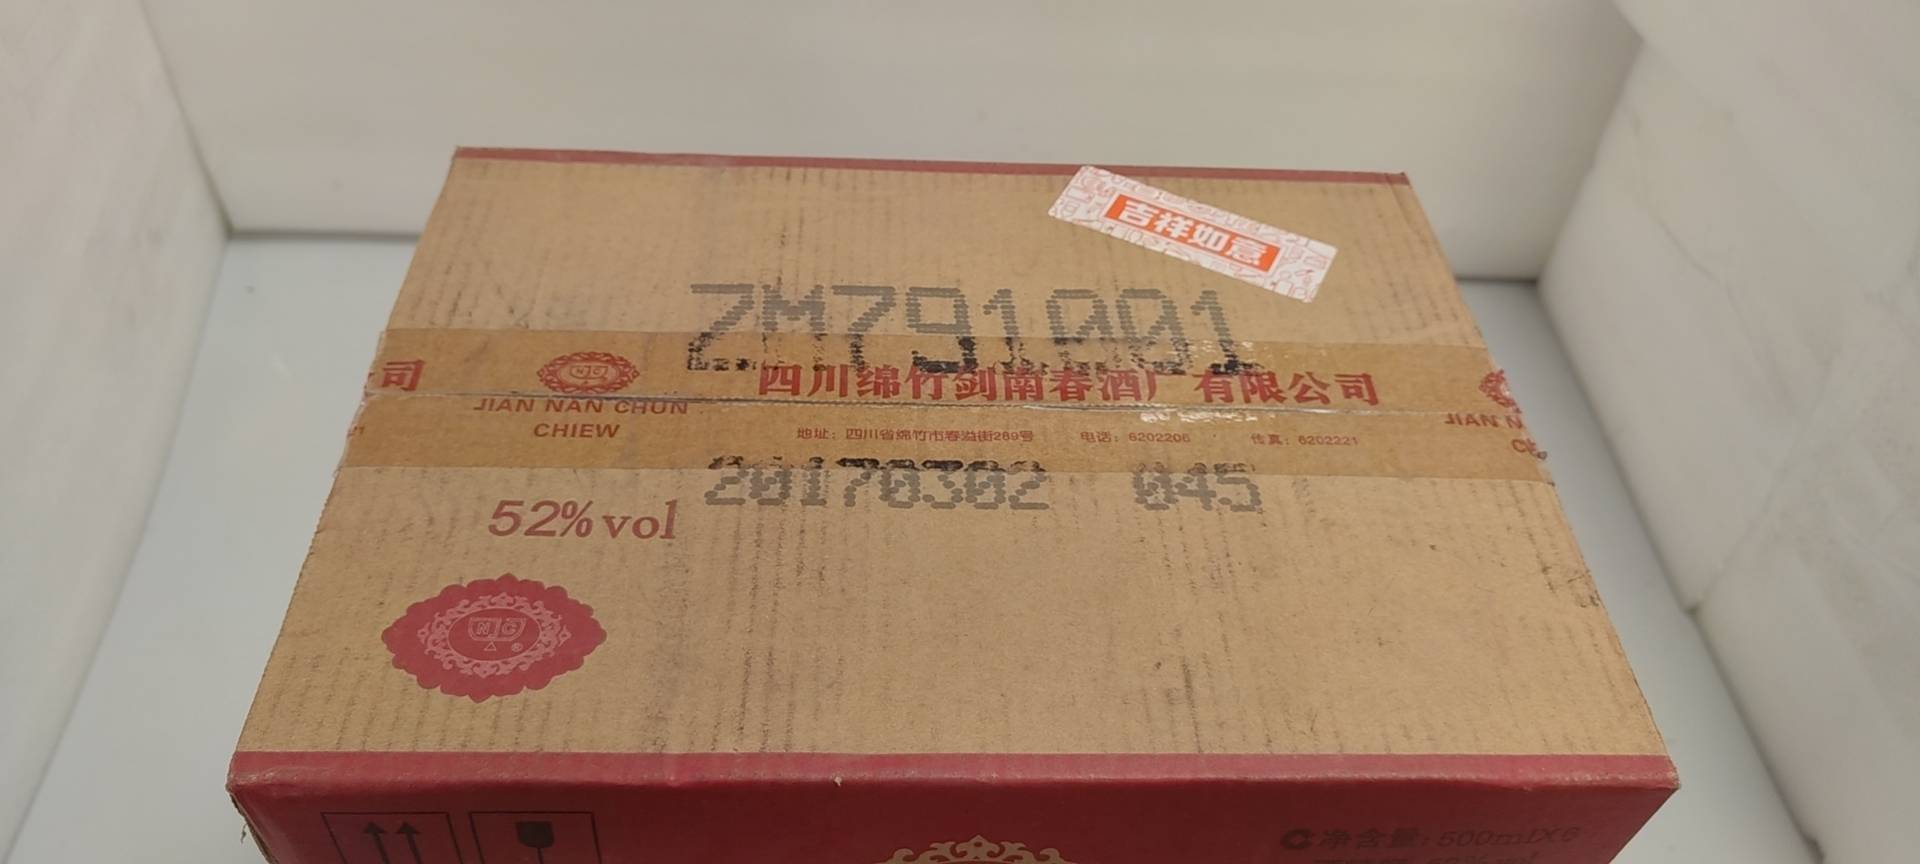 吉祥如意
ZM791001
司
四川绵竹剑南春酒厂有限公司
JIAN NAN CHUN
CHIEW
地址：四川省绵竹市春溢街289号 电话：6202206 传真：6202221
JIAN N
20170302 045
52% vol
NC
净含量：500ml×6